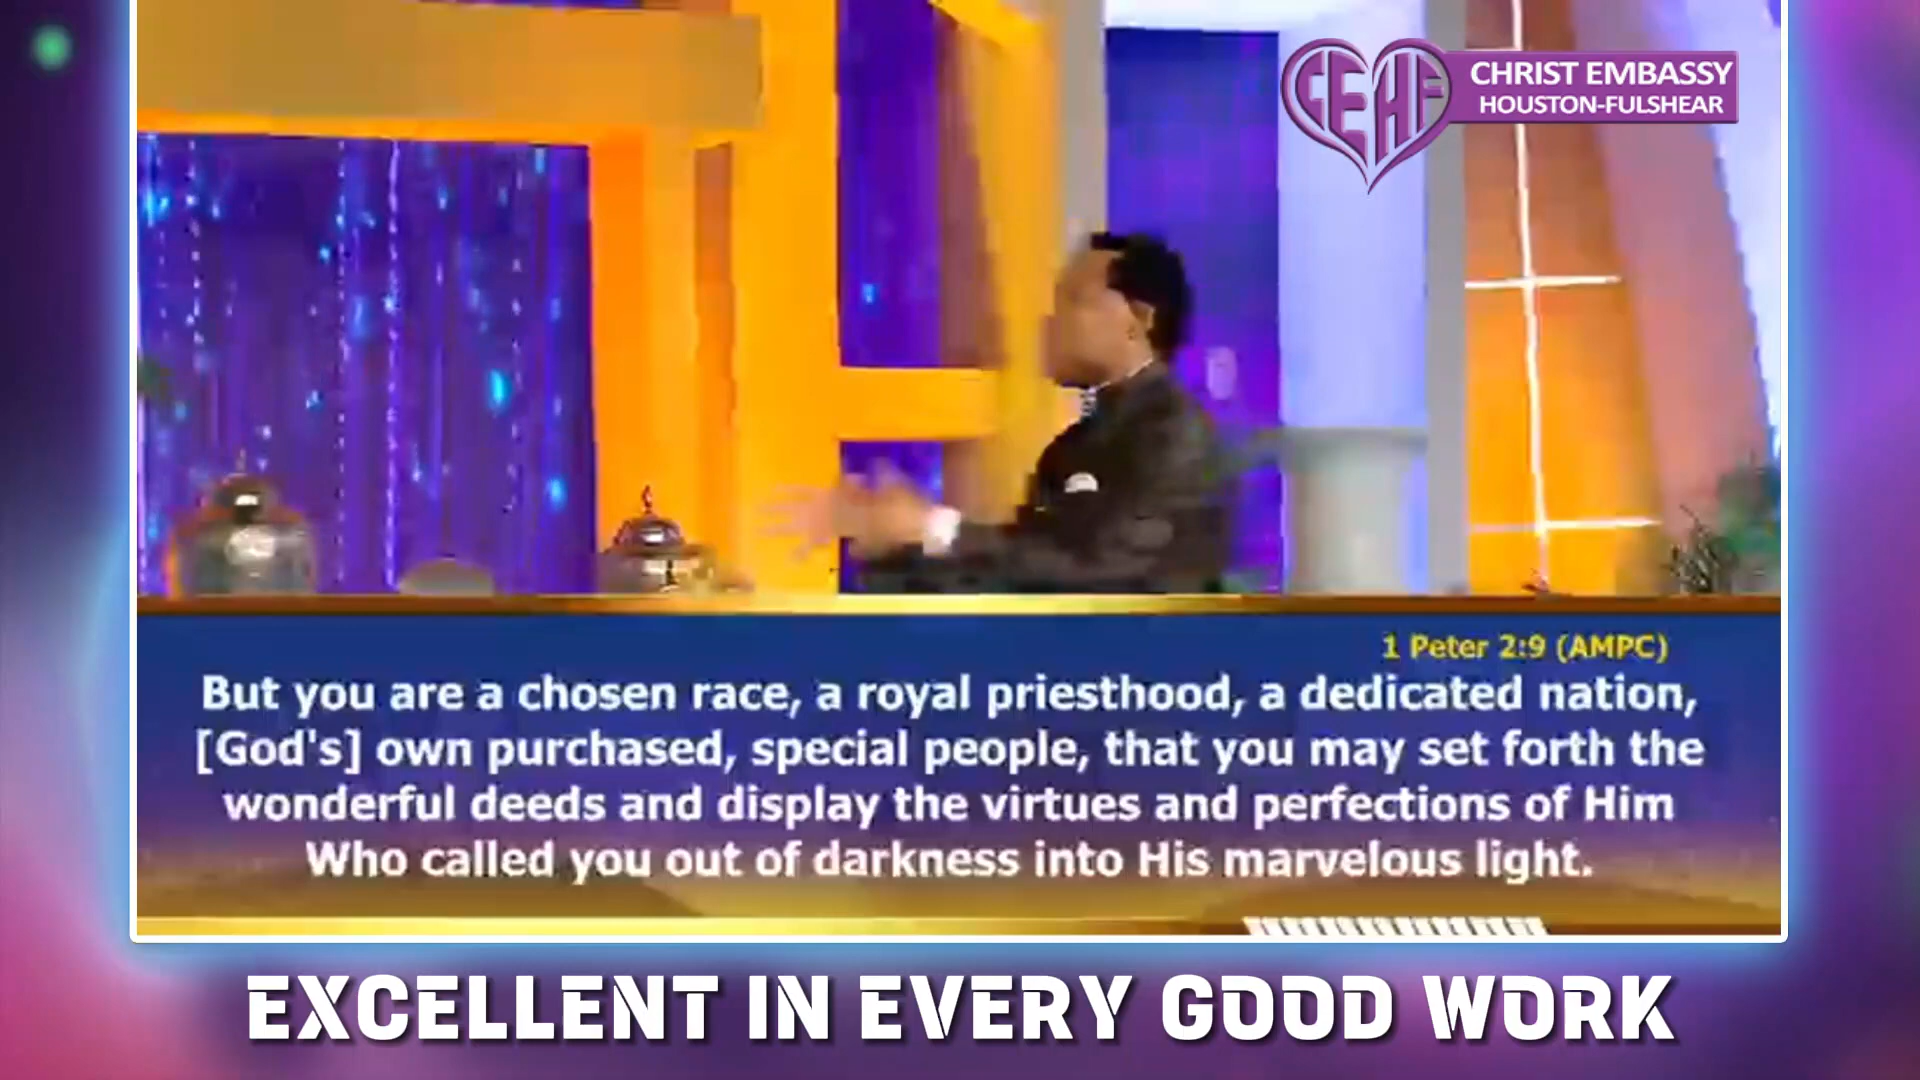 CEHF
CHRIST EMBASSY
HOUSTON-FULSHEAR
1 Peter 2:9 (AMPC)
But you are a chosen race, a royal priesthood, a dedicated nation,
[God's] own purchased, special people, that you may set forth the
wonderful deeds and display the virtues and perfections of Him
Who called you out of darkness into His marvelous light.
EXCELLENT IN EVERY GOOD WORK